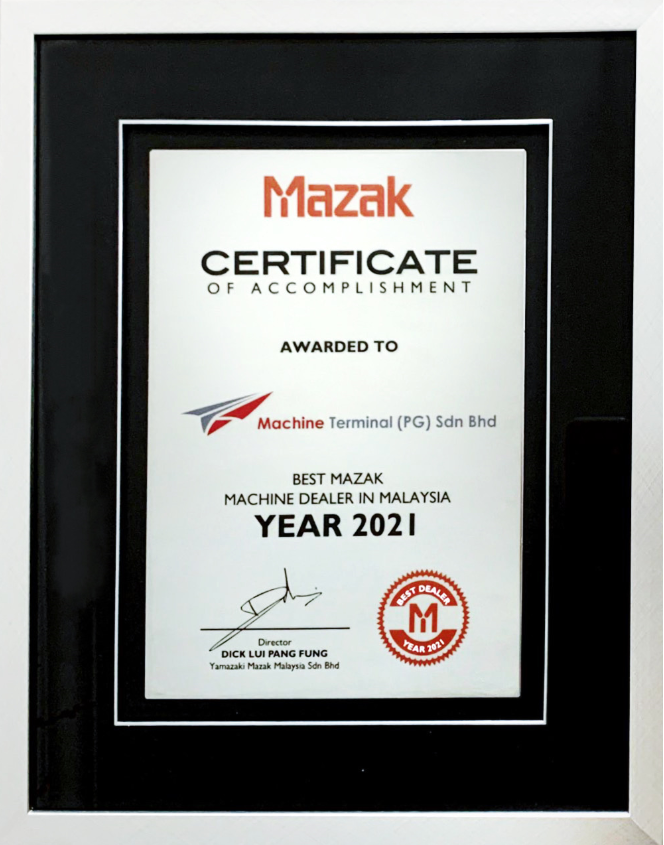 Mazak
CERTIFICATE
OF ACCOMPLISHMENT
AWARDED TO
Machine Terminal (PG) Sdn Bhd
BEST MAZAK
MACHINE DEALER IN MALAYSIA
YEAR 2021
Director
DICK LUI PANG FUNG
Yamazaki Mazak Malaysia Sdn Bhd
BEST DEALER
M
YEAR 2021